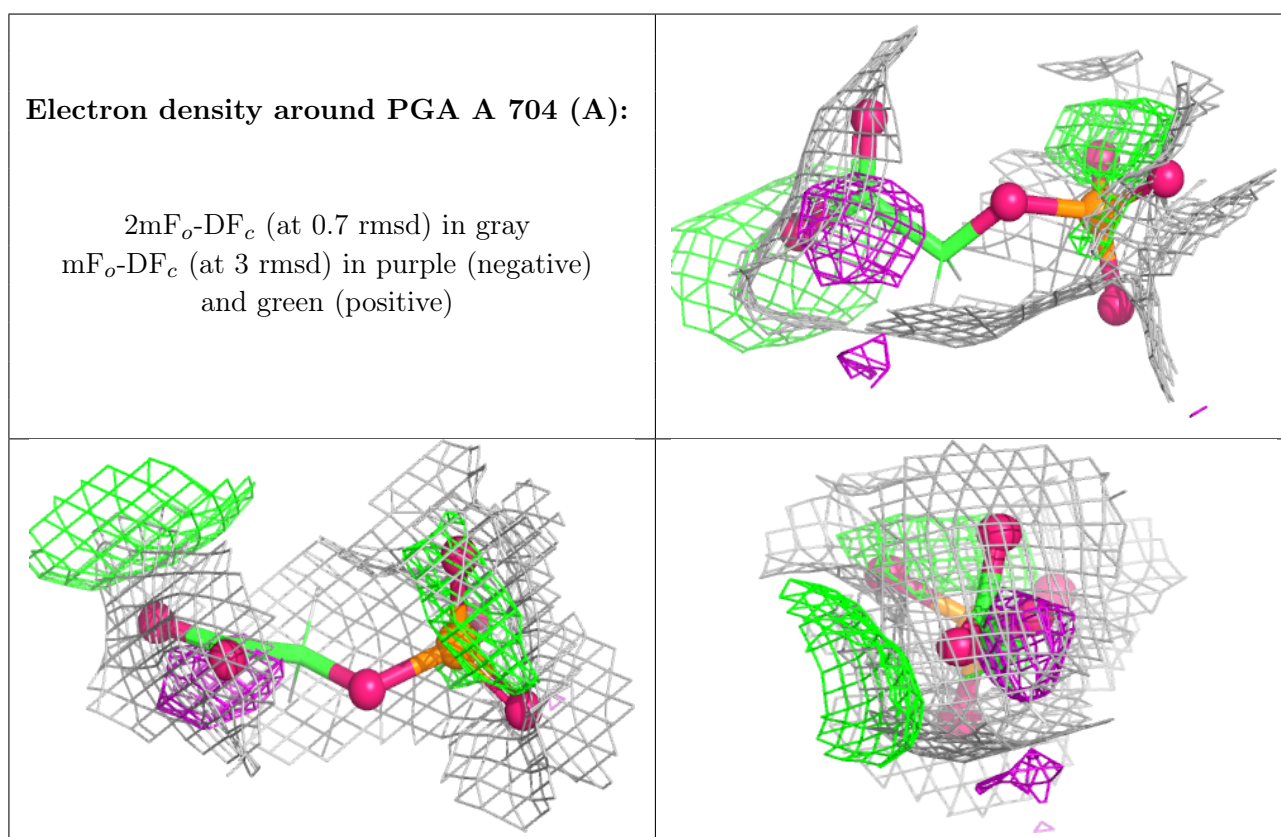 Electron density around PGA A 704 (A):
2mFo-DFc (at 0.7 rmsd) in gray
mFo-DFc (at 3 rmsd) in purple (negative)
and green (positive)